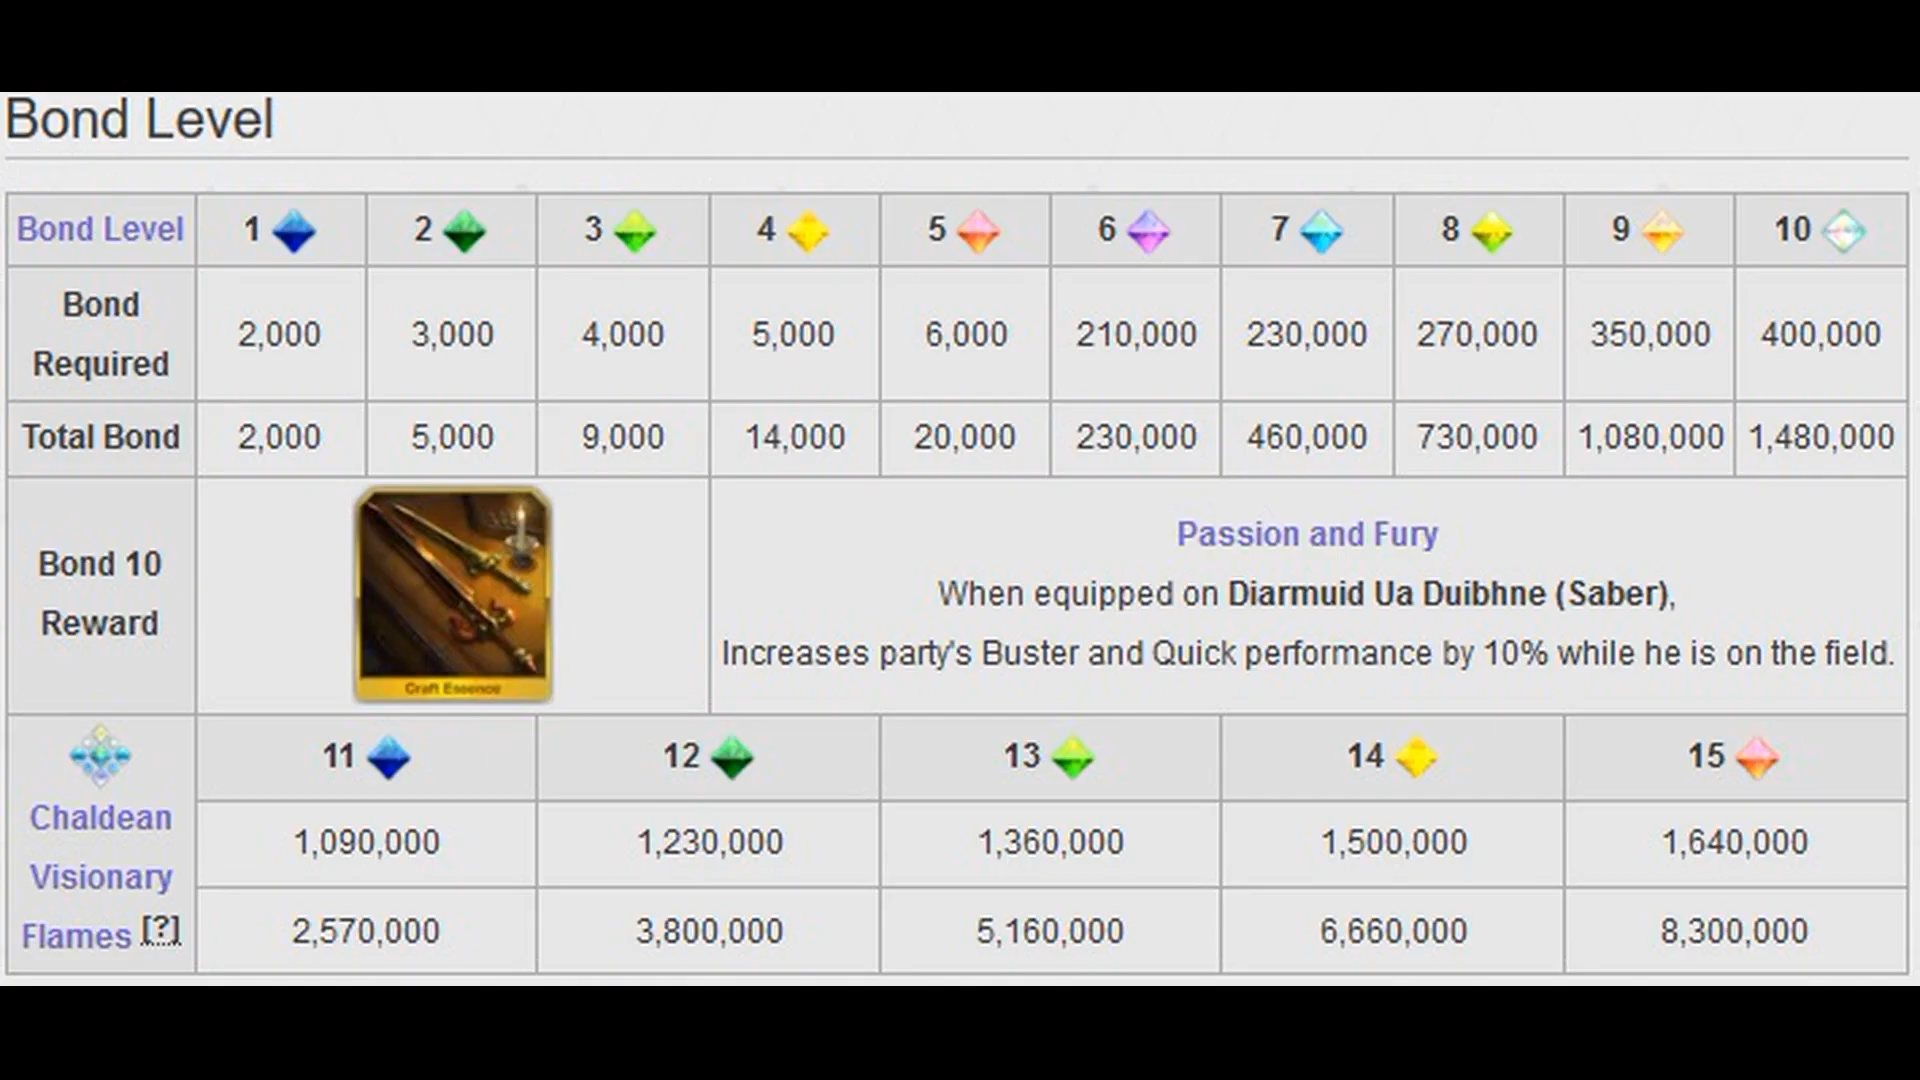 Bond Level
Bond Level 1 2 3 4 5 6 7 8 9 10
Bond
Required
2,000 3,000 4,000 5,000 6,000 210,000 230,000 270,000 350,000 400,000
Total Bond 2,000 5,000 9,000 14,000 20,000 230,000 460,000 730,000 1,080,000 1,480,000
Bond 10
Reward
Craft Essence
Passion and Fury
When equipped on Diarmuid Ua Duibhne (Saber),
Increases party's Buster and Quick performance by 10% while he is on the field.
Chaldean
Visionary
Flames [?]
11 12 13 14 15
1,090,000 1,230,000 1,360,000 1,500,000 1,640,000
2,570,000 3,800,000 5,160,000 6,660,000 8,300,000